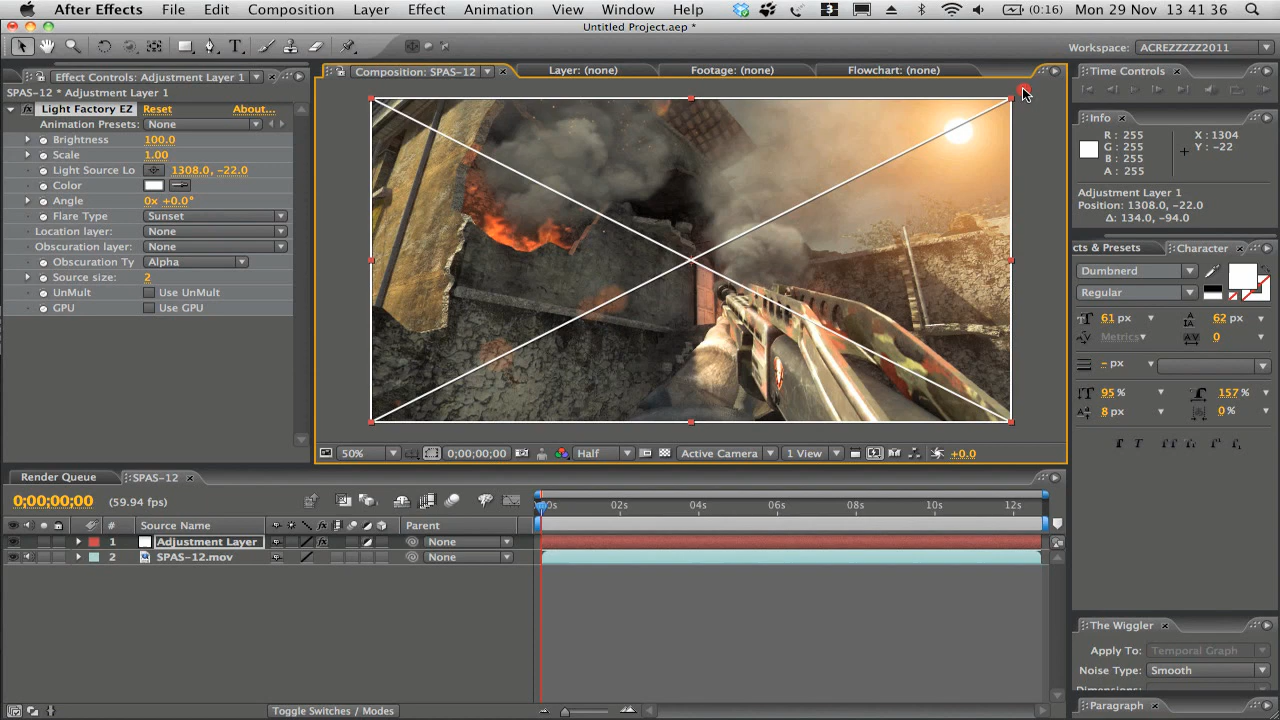 After Effects File Edit Composition Layer Effect Animation View Window Help (0:16) Mon 29 Nov 13 41 36
Untitled Project.aep *
Workspace: ACREZZZZZ2011
Effect Controls: Adjustment Layer 1
SPAS-12 * Adjustment Layer 1
Light Factory EZ Reset About...
Animation Presets: None
Brightness 100.0
Scale 1.00
Light Source Lo 1308.0, -22.0
Color
Angle 0x +0.0°
Flare Type Sunset
Location layer: None
Obscuration layer: None
Obscuration Ty Alpha
Source size: 2
UnMult Use UnMult
GPU Use GPU
Composition: SPAS-12 Layer: (none) Footage: (none) Flowchart: (none)
50% 0;00;00;00 Half Active Camera 1 View +0.0
Time Controls
Info
R : 255 X : 1304
G : 255 Y : -22
B : 255
A : 255
Adjustment Layer 1
Position: 1308.0, -22.0
Δ: 134.0, -94.0
cts & Presets Character
Dumbnerd
Regular
61 px 62 px
Metrics 0
- px
95 % 157 %
8 px 0 %
The Wiggler
Apply To: Temporal Graph
Noise Type: Smooth
Paragraph
Render Queue SPAS-12
0;00;00;00 (59.94 fps)
# Source Name Parent
1 Adjustment Layer None
2 SPAS-12.mov None
00s 02s 04s 06s 08s 10s 12s
Toggle Switches / Modes